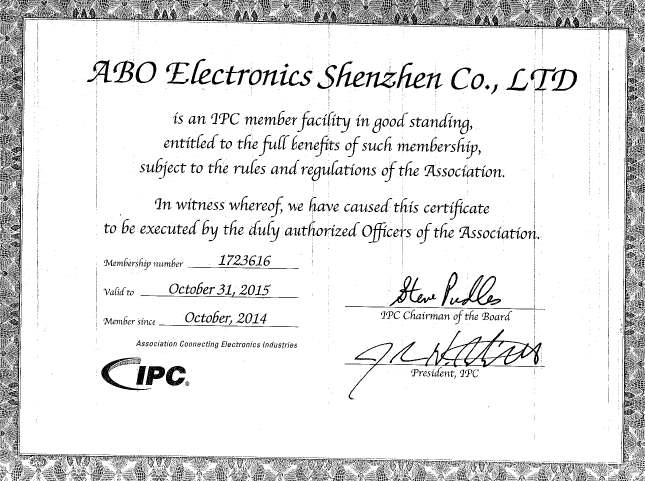 ABO Electronics Shenzhen Co., LTD
is an IPC member facility in good standing,
entitled to the full benefits of such membership,
subject to the rules and regulations of the Association.
In witness whereof, we have caused this certificate
to be executed by the duly authorized Officers of the Association.
Membership number 1723616
Valid to October 31, 2015
Member since October, 2014
Association Connecting Electronics Industries
IPC®
Steve Pudles
IPC Chairman of the Board
President, IPC